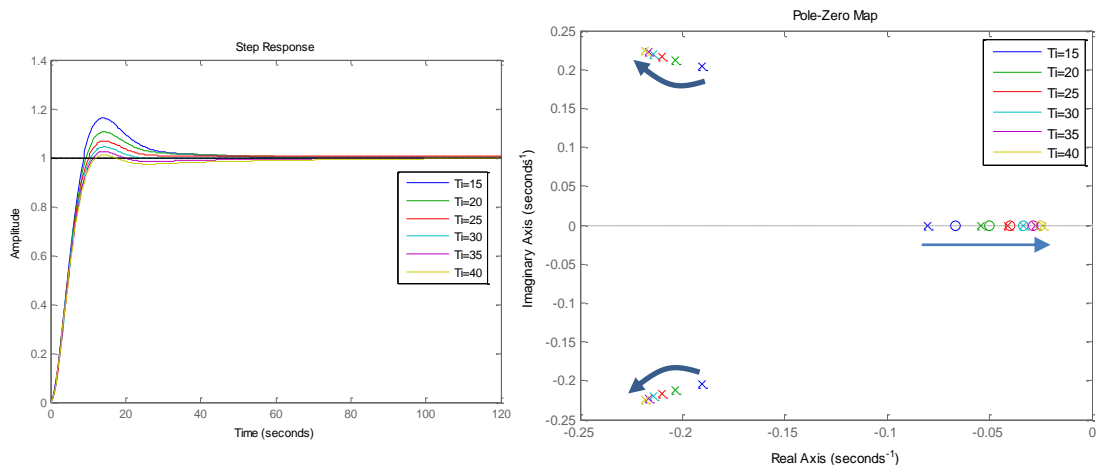 Step Response
1.4
1.2
1
0.8
0.6
0.4
0.2
0
0
20
40
60
80
100
120
Amplitude
Time (seconds)
Ti=15
Ti=20
Ti=25
Ti=30
Ti=35
Ti=40
Pole-Zero Map
0.25
0.2
0.15
0.1
0.05
0
-0.05
-0.1
-0.15
-0.2
-0.25
-0.25
-0.2
-0.15
-0.1
-0.05
0
Imaginary Axis (seconds¹)
Real Axis (seconds⁻¹)
Ti=15
Ti=20
Ti=25
Ti=30
Ti=35
Ti=40